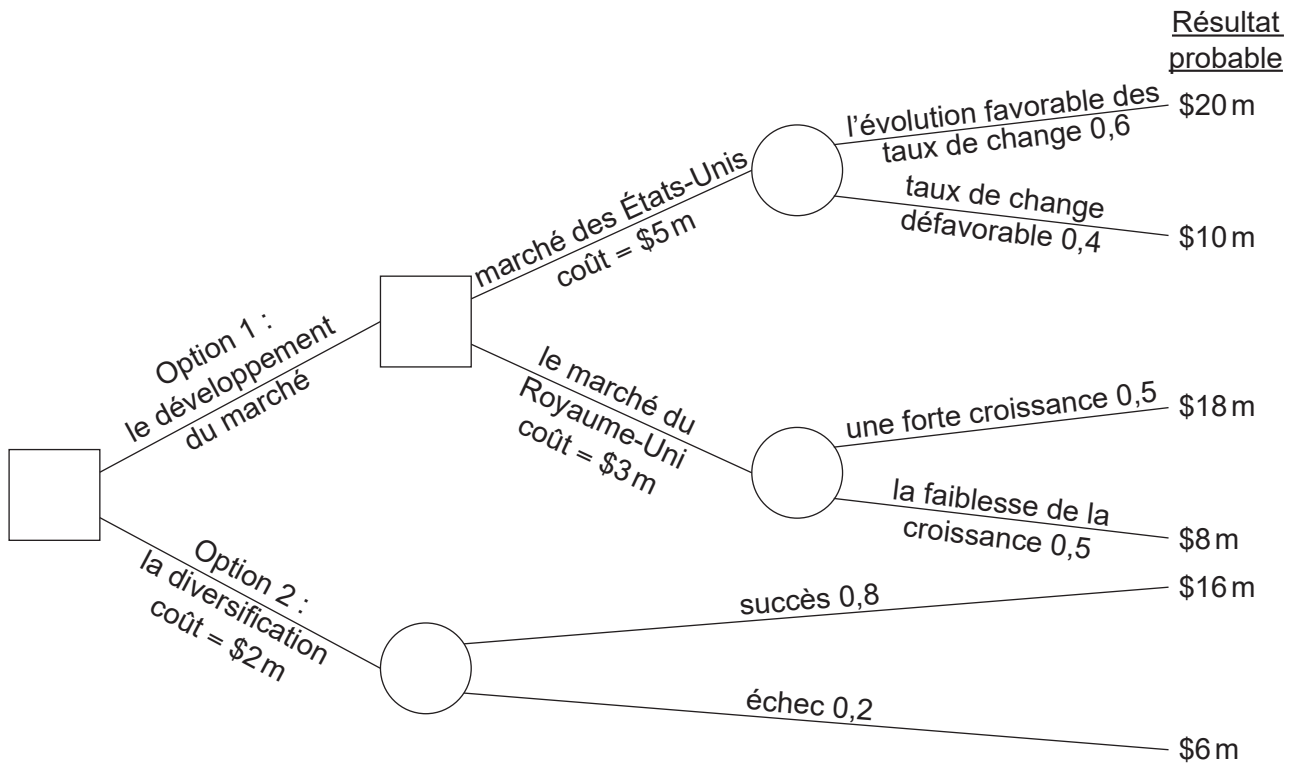 Résultat
probable
l'évolution favorable des
taux de change 0,6
$20 m
taux de change
défavorable 0,4
$10 m
marché des États-Unis
coût = $5 m
Option 1 :
le développement
du marché
le marché du
Royaume-Uni
coût = $3 m
une forte croissance 0,5
$18 m
la faiblesse de la
croissance 0,5
$8 m
Option 2 :
la diversification
coût = $2 m
succès 0,8
$16 m
échec 0,2
$6 m